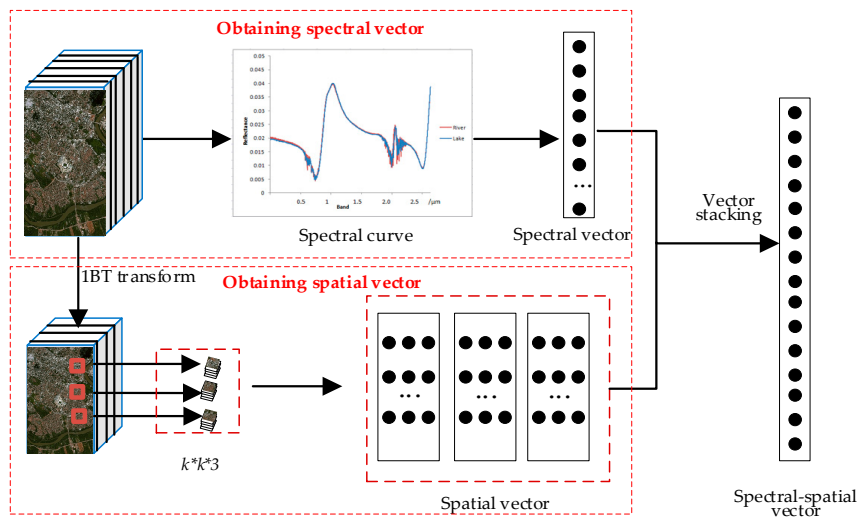 Obtaining spectral vector
0.05
0.045
0.04
0.035
0.03
0.025
0.02
0.015
0.01
0.005
0
Reflectance
River
Lake
0.5
1
1.5
2.0
2.5
/μm
Band
Spectral curve
...
Spectral vector
Vector
stacking
1BT transform
Obtaining spatial vector
k*k*3
...
...
...
Spatial vector
Spectral-spatial
vector